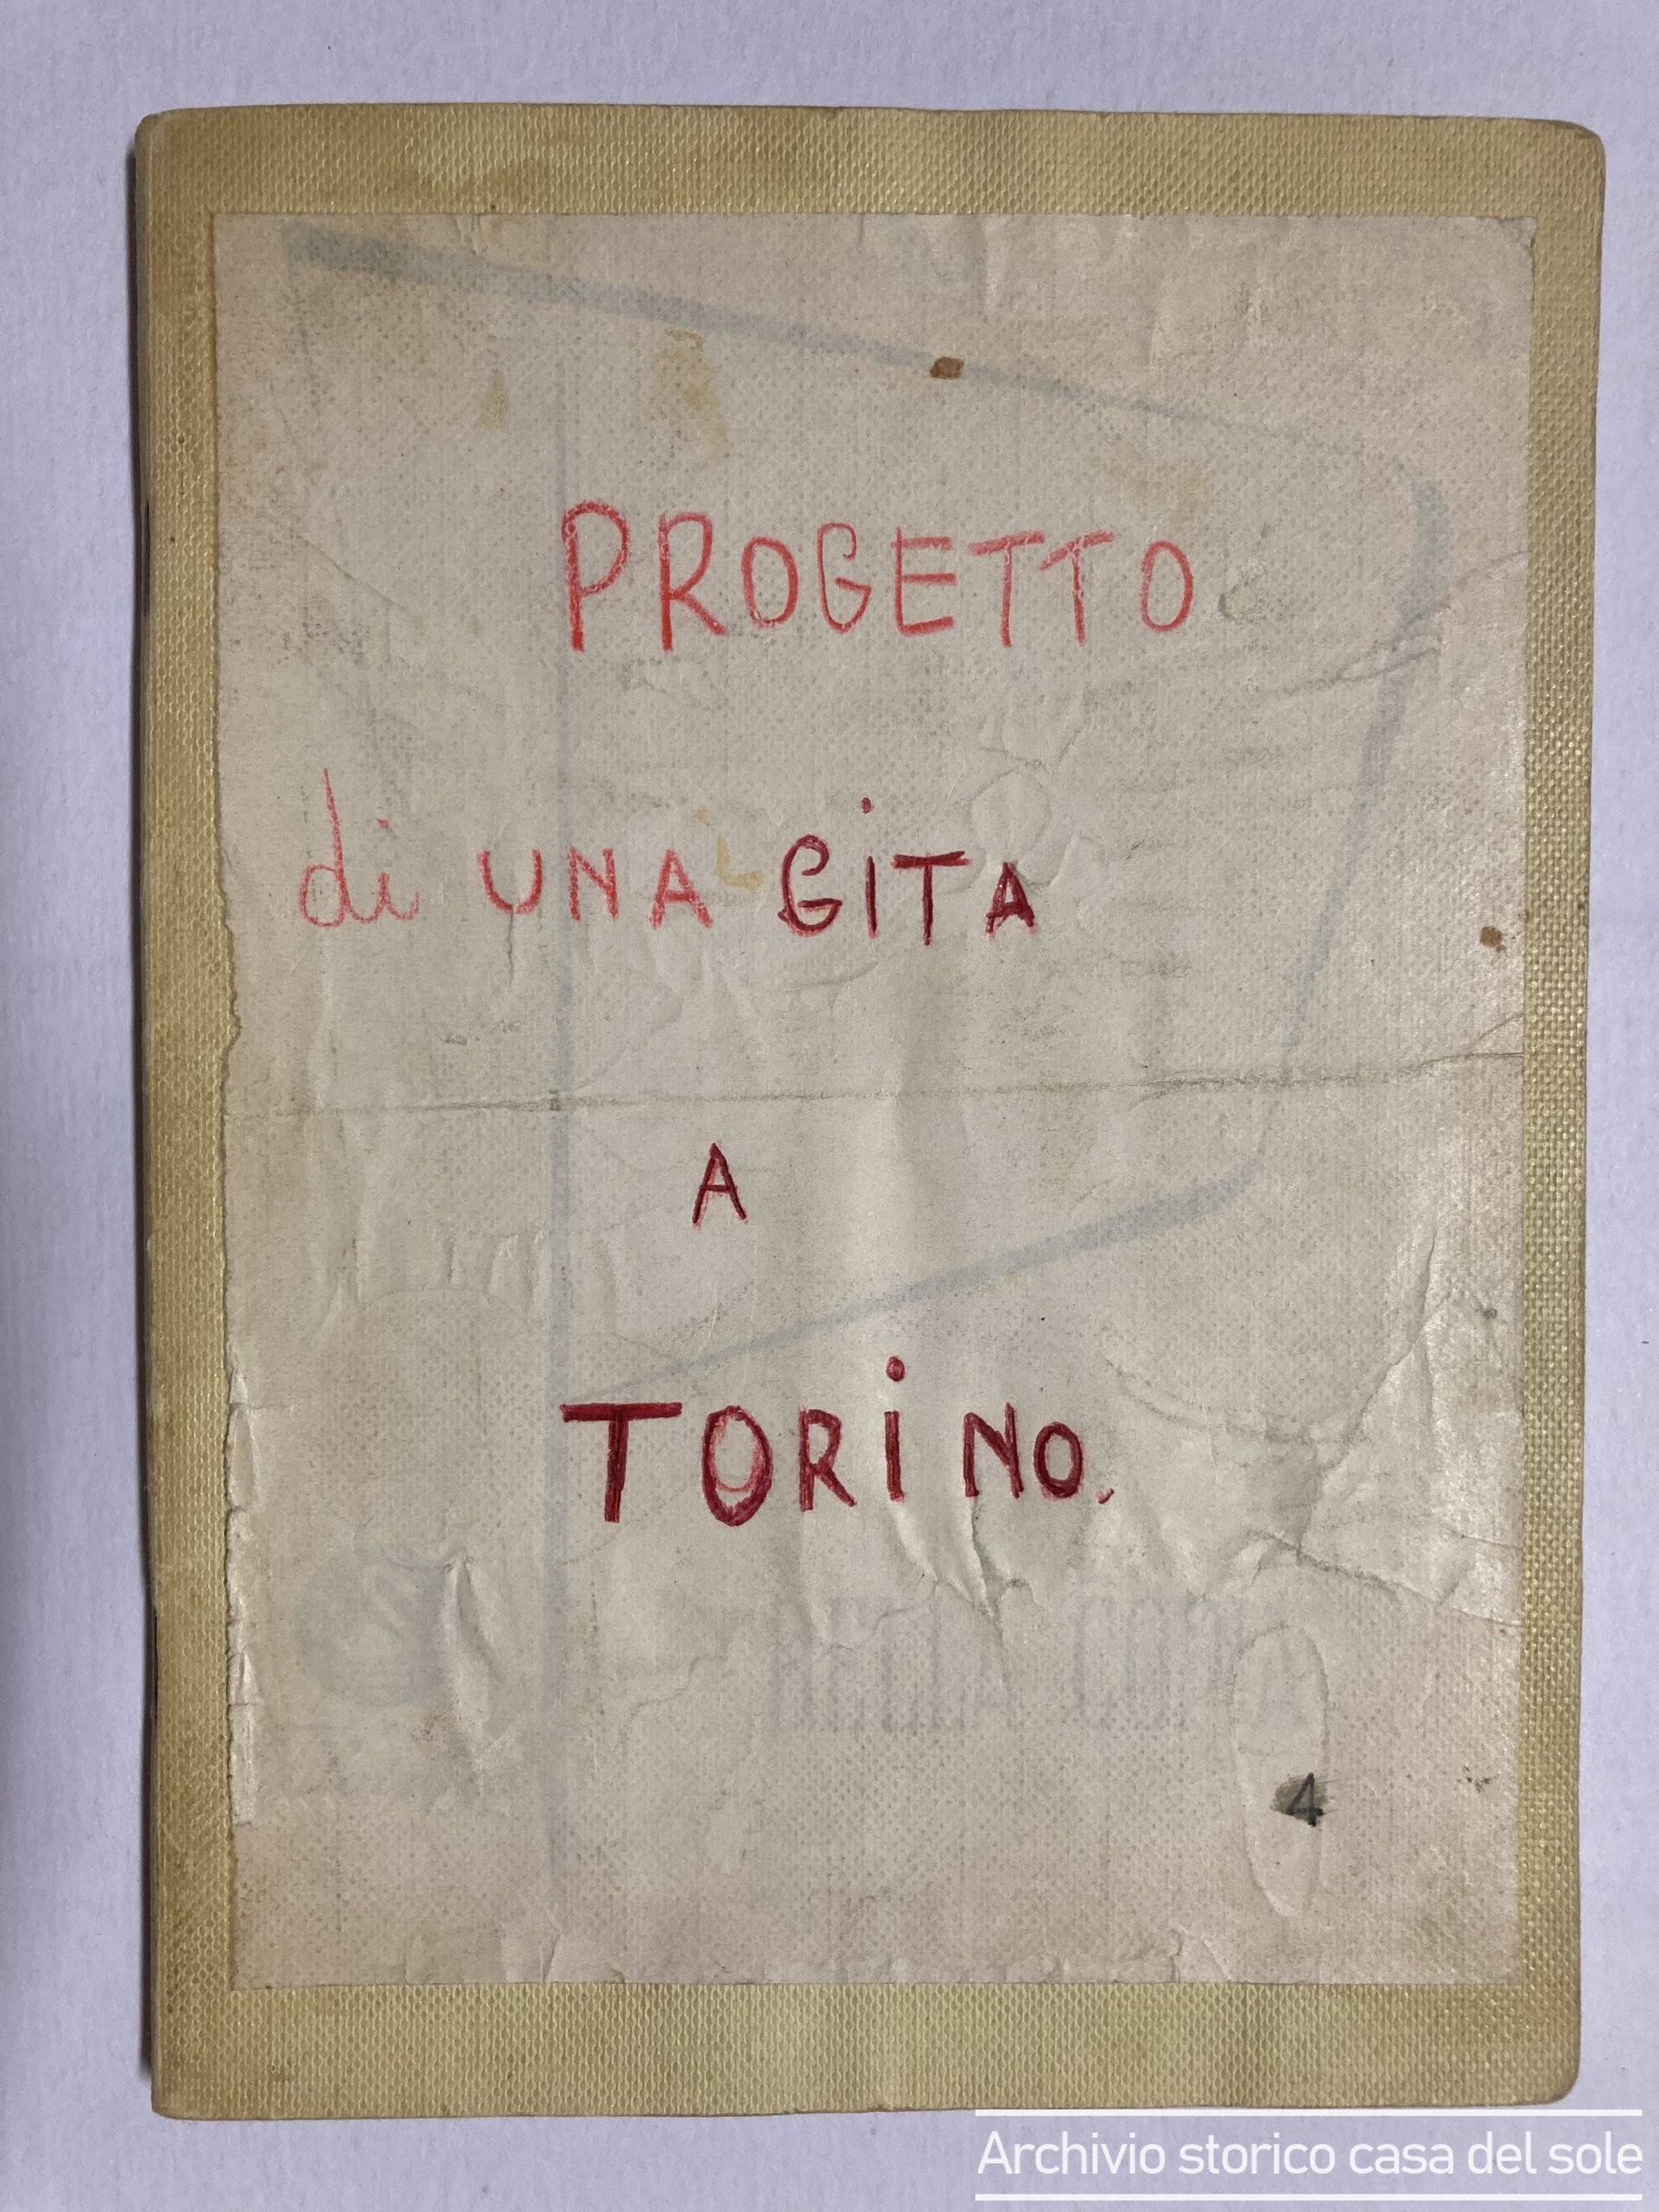 PROGETTO
di UNA GiTA
A
TORiNO.
4
Archivio storico casa del sole